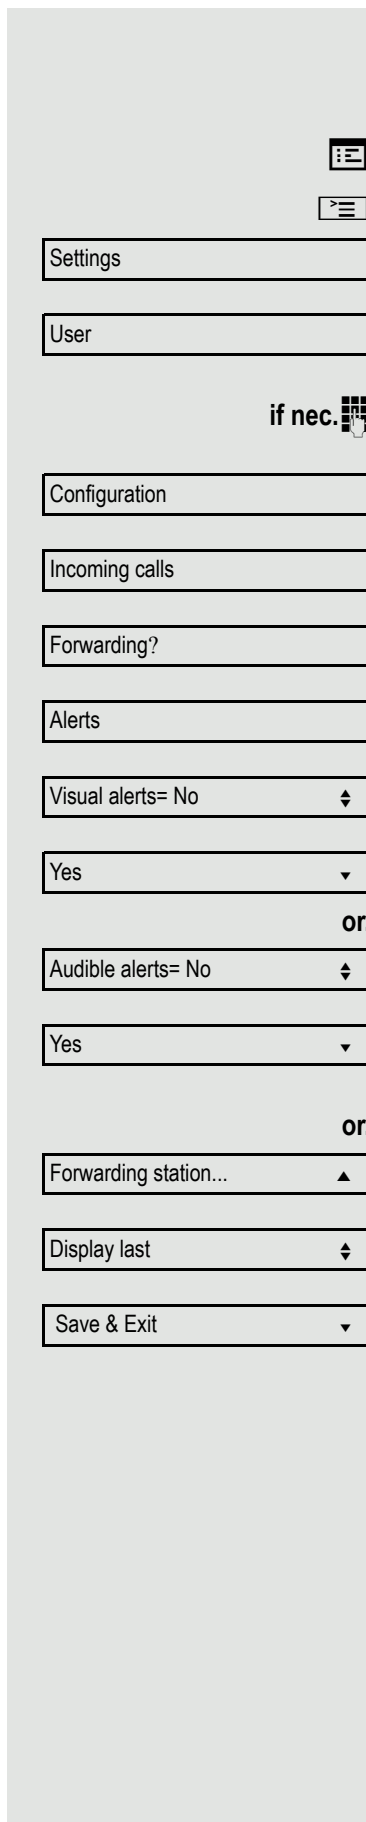 Settings
User
if nec.
Configuration
Incoming calls
Forwarding?
Alerts
Visual alerts= No
Yes
or
Audible alerts= No
Yes
or
Forwarding station...
Display last
Save & Exit